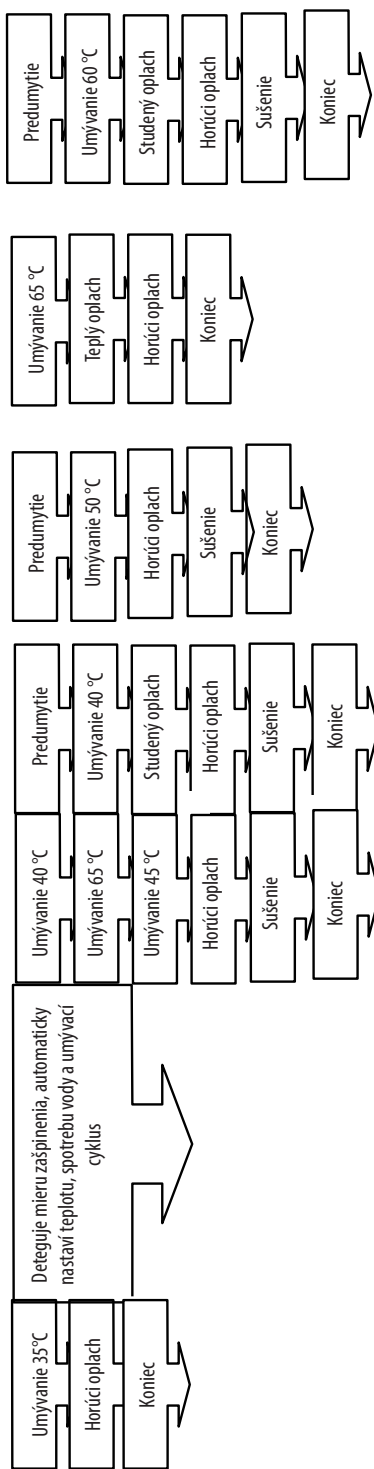 Umývanie 35°C
Horúci oplach
Koniec
Deteguje mieru zašpinenia, automaticky
nastaví teplotu, spotrebu vody a umývací
cyklus
Umývanie 40 °C
Umývanie 65 °C
Umývanie 45 °C
Horúci oplach
Sušenie
Koniec
Predumytie
Umývanie 40 °C
Studený oplach
Horúci oplach
Sušenie
Koniec
Predumytie
Umývanie 50 °C
Horúci oplach
Sušenie
Koniec
Umývanie 65 °C
Teplý oplach
Horúci oplach
Koniec
Predumytie
Umývanie 60 °C
Studený oplach
Horúci oplach
Sušenie
Koniec